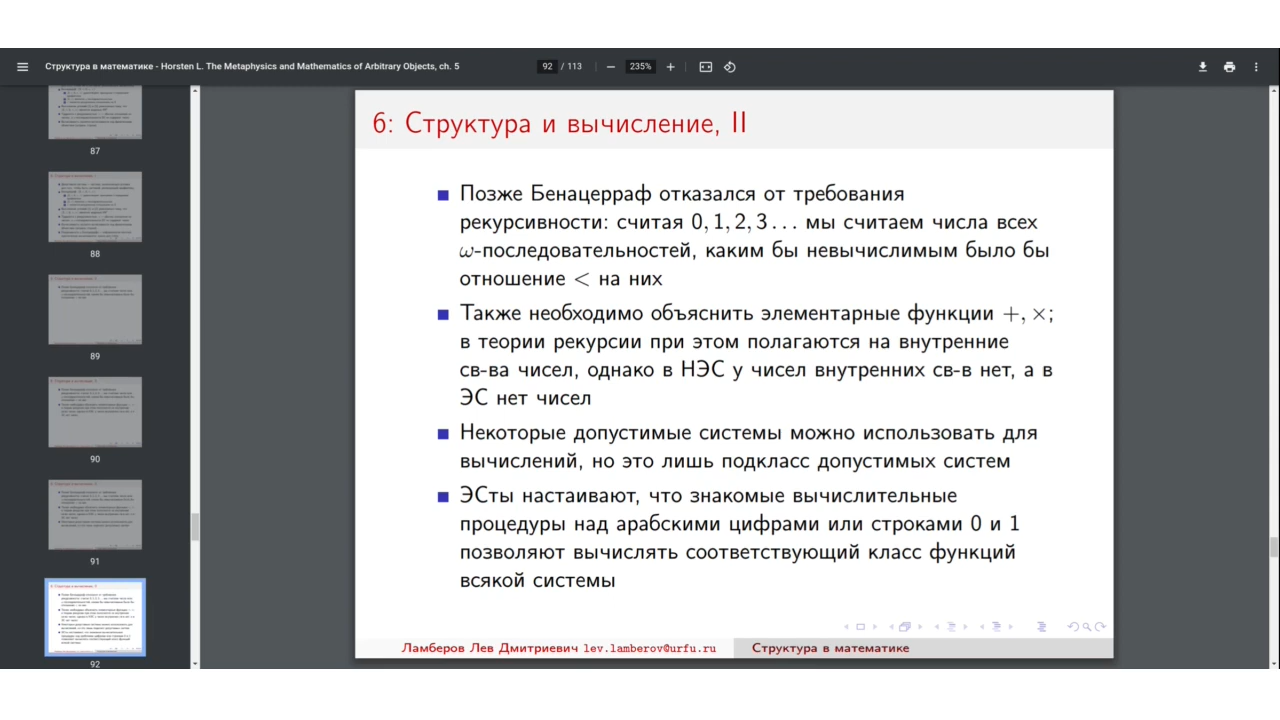 Структура в математике - Horsten L. The Metaphysics and Mathematics of Arbitrary Objects, ch. 5
92 / 113
235%
87
88
89
90
91
92
6: Структура и вычисление, II
Позже Бенацерраф отказался от требования
рекурсивности: считая 0, 1, 2, 3 . . . мы считаем числа всех
ω-последовательностей, каким бы невычислимым было бы
отношение < на них
Также необходимо объяснить элементарные функции +, ×;
в теории рекурсии при этом полагаются на внутренние
св-ва чисел, однако в НЭС у чисел внутренних св-в нет, а в
ЭС нет чисел
Некоторые допустимые системы можно использовать для
вычислений, но это лишь подкласс допустимых систем
ЭСты настаивают, что знакомые вычислительные
процедуры над арабскими цифрами или строками 0 и 1
позволяют вычислять соответствующий класс функций
всякой системы
Ламберов Лев Дмитриевич lev.lamberov@urfu.ru
Структура в математике